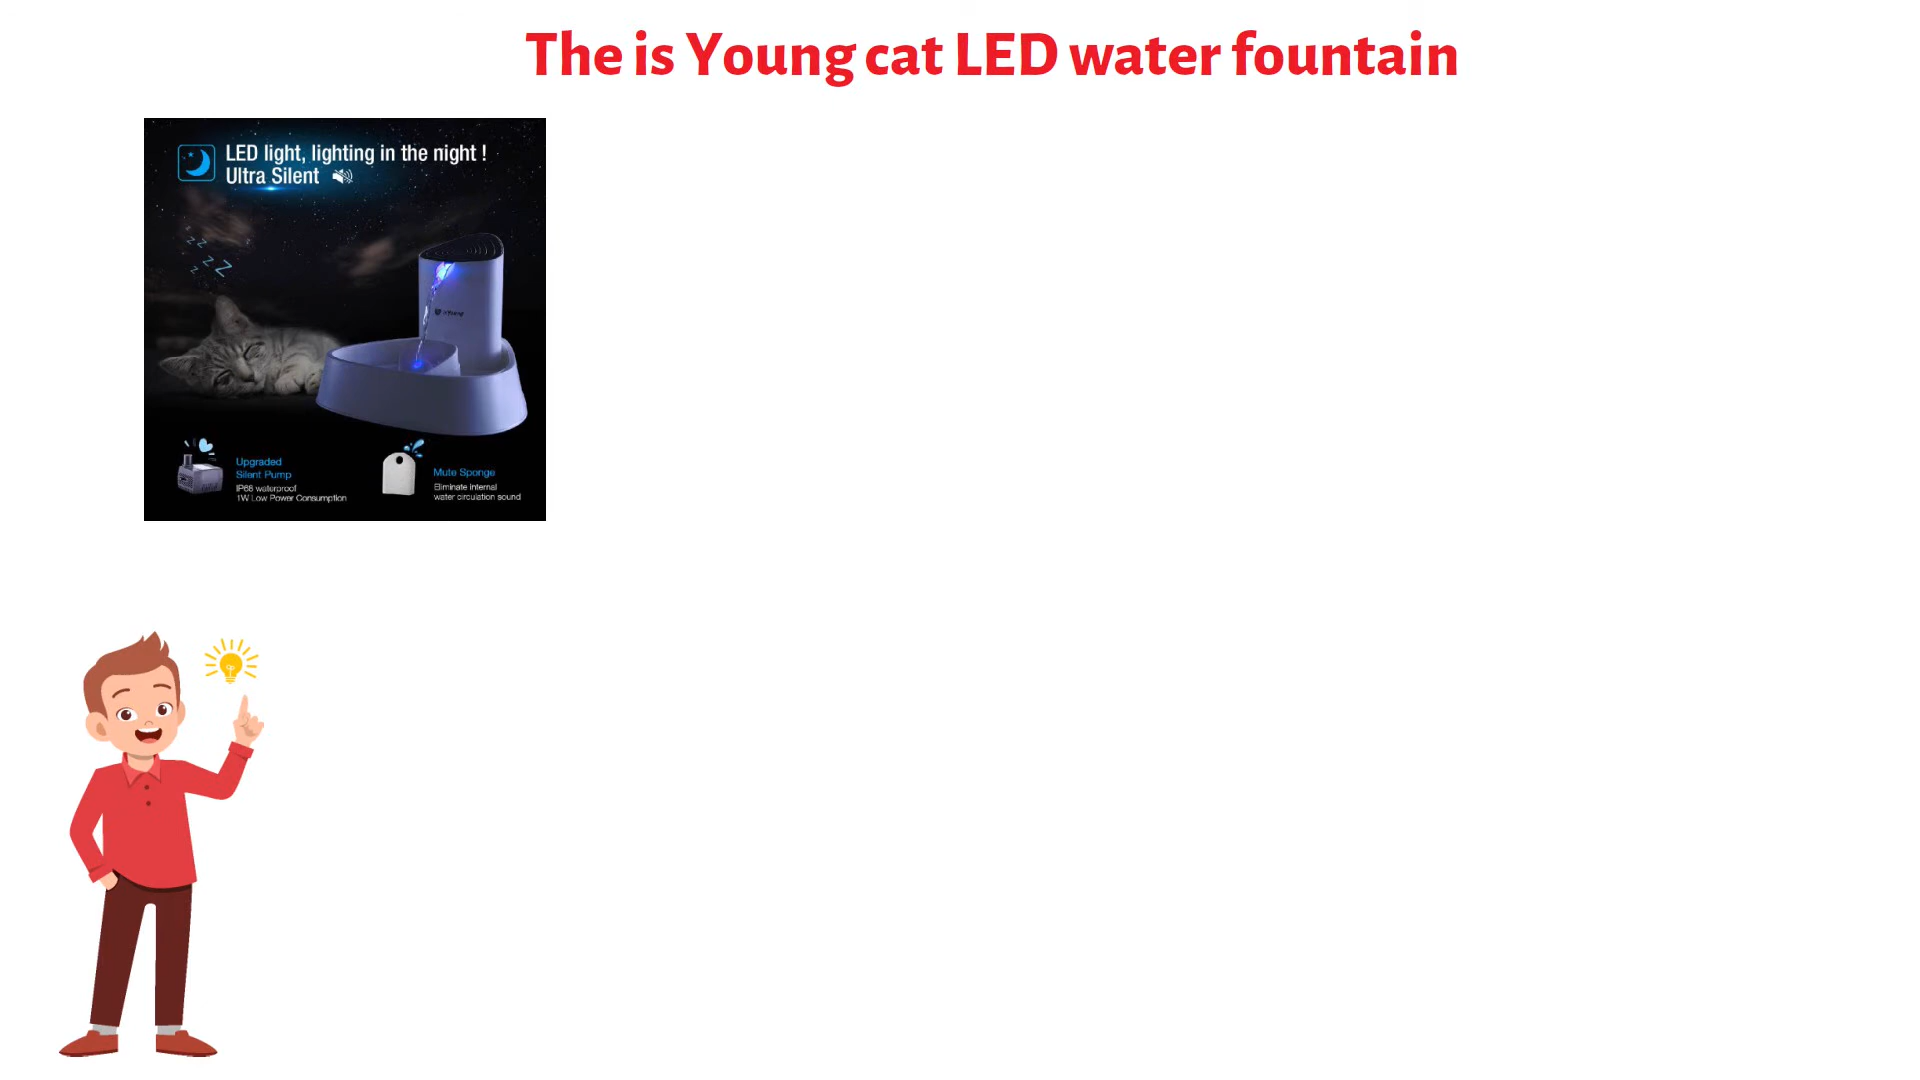 The is Young cat LED water fountain
LED light, lighting in the night !
Ultra Silent
z z
z
z z
z
Upgraded
Silent Pump
IP68 waterproof
1W Low Power Consumption
Mute Sponge
Eliminate internal
water circulation sound